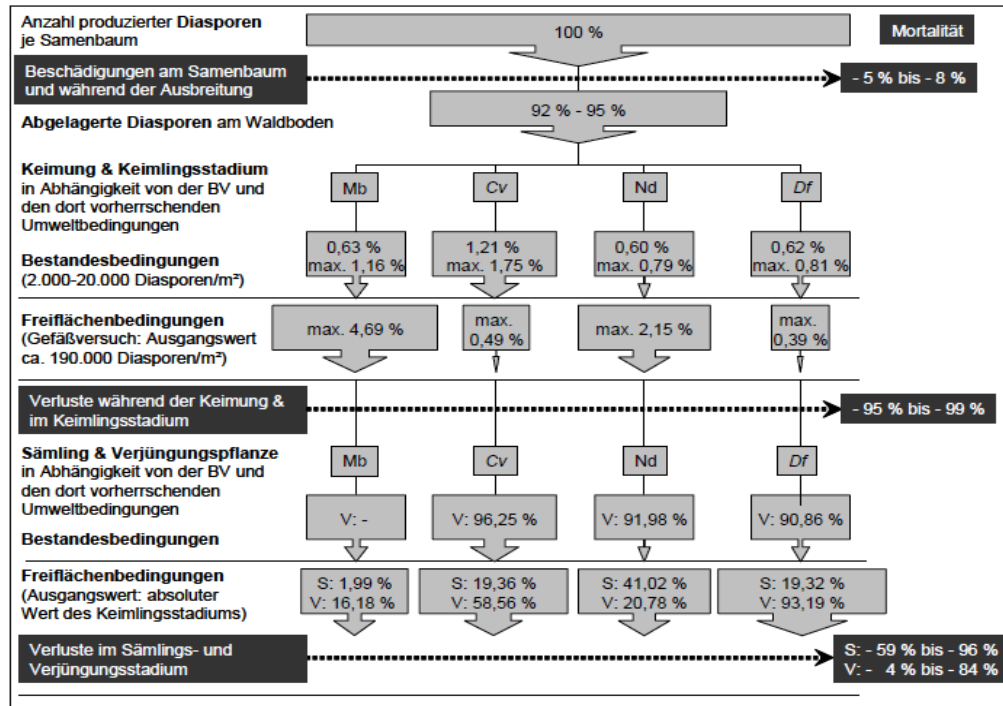 Anzahl produzierter Diasporen
je Samenbaum
100 %
Mortalität
Beschädigungen am Samenbaum
und während der Ausbreitung
- 5 % bis - 8 %
92 % - 95 %
Abgelagerte Diasporen am Waldboden
Keimung & Keimlingsstadium
in Abhängigkeit von der BV und
den dort vorherrschenden
Umweltbedingungen
Mb
Cv
Nd
Df
Bestandesbedingungen
(2.000-20.000 Diasporen/m²)
0,63 %
max. 1,16 %
1,21 %
max. 1,75 %
0,60 %
max. 0,79 %
0,62 %
max. 0,81 %
Freiflächenbedingungen
(Gefäßversuch: Ausgangswert
ca. 190.000 Diasporen/m²)
max. 4,69 %
max.
0,49 %
max. 2,15 %
max.
0,39 %
Verluste während der Keimung &
im Keimlingsstadium
- 95 % bis - 99 %
Sämling & Verjüngungspflanze
in Abhängigkeit von der BV und
den dort vorherrschenden
Umweltbedingungen
Mb
Cv
Nd
Df
Bestandesbedingungen
V: -
V: 96,25 %
V: 91,98 %
V: 90,86 %
Freiflächenbedingungen
(Ausgangswert: absoluter
Wert des Keimlingsstadiums)
S: 1,99 %
V: 16,18 %
S: 19,36 %
V: 58,56 %
S: 41,02 %
V: 20,78 %
S: 19,32 %
V: 93,19 %
Verluste im Sämlings- und
Verjüngungsstadium
S: - 59 % bis - 96 %
V: - 4 % bis - 84 %